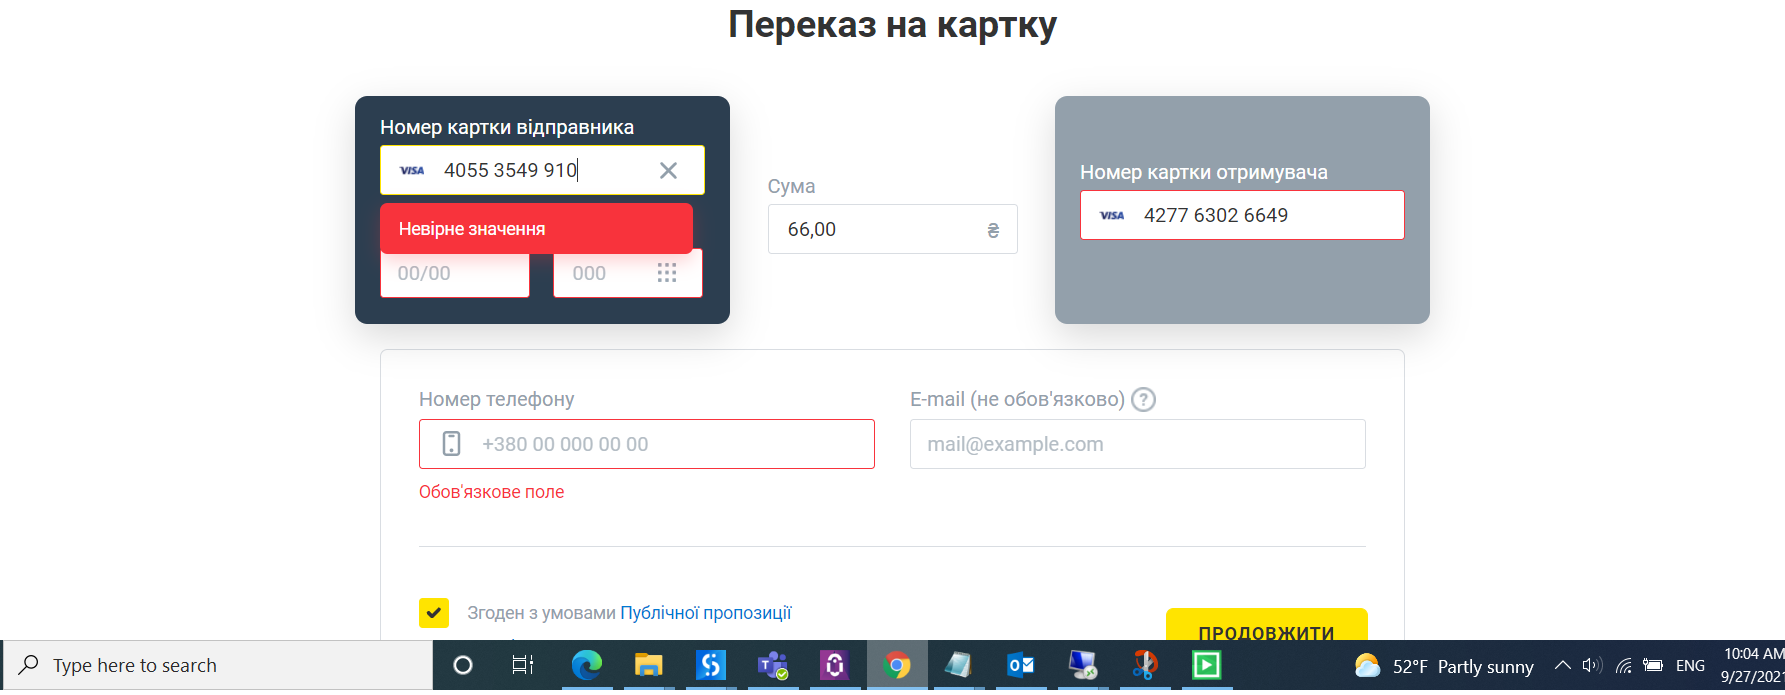 Переказ на картку
Номер картки відправника
VISA 4055 3549 910
Невірне значення
00/00 000
Сума
66,00 ₴
Номер картки отримувача
VISA 4277 6302 6649
Номер телефону
+380 00 000 00 00
Обов'язкове поле
E-mail (не обов'язково) ?
mail@example.com
Згоден з умовами Публічної пропозиції
ПРОДОВЖИТИ
Type here to search
52°F Partly sunny
ENG
10:04 AM
9/27/202